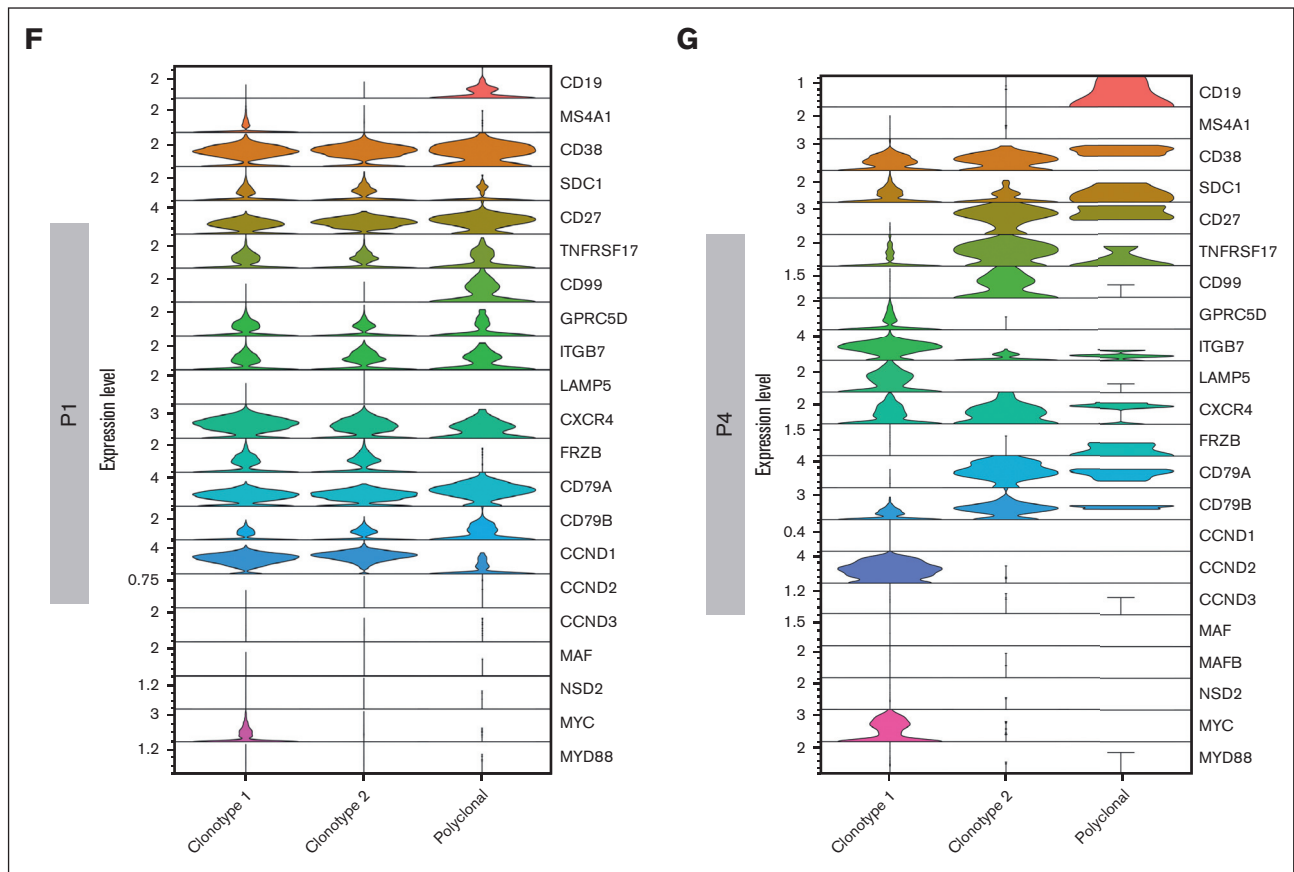 F
P1
Expression level
2 CD19
2 MS4A1
2 CD38
2 SDC1
4 CD27
2 TNFRSF17
2 CD99
2 GPRC5D
2 ITGB7
2 LAMP5
3 CXCR4
2 FRZB
4 CD79A
2 CD79B
4 CCND1
0.75 CCND2
2 CCND3
2 MAF
1.2 NSD2
3 MYC
1.2 MYD88
Clonotype 1
Clonotype 2
Polyclonal
G
P4
Expression level
1 CD19
2 MS4A1
3 CD38
2 SDC1
3 CD27
2 TNFRSF17
1.5 CD99
2 GPRC5D
4 ITGB7
2 LAMP5
2 CXCR4
1.5 FRZB
4 CD79A
3 CD79B
0.4 CCND1
4 CCND2
1.2 CCND3
1.5 MAF
2 MAFB
2 NSD2
3 MYC
2 MYD88
Clonotype 1
Clonotype 2
Polyclonal